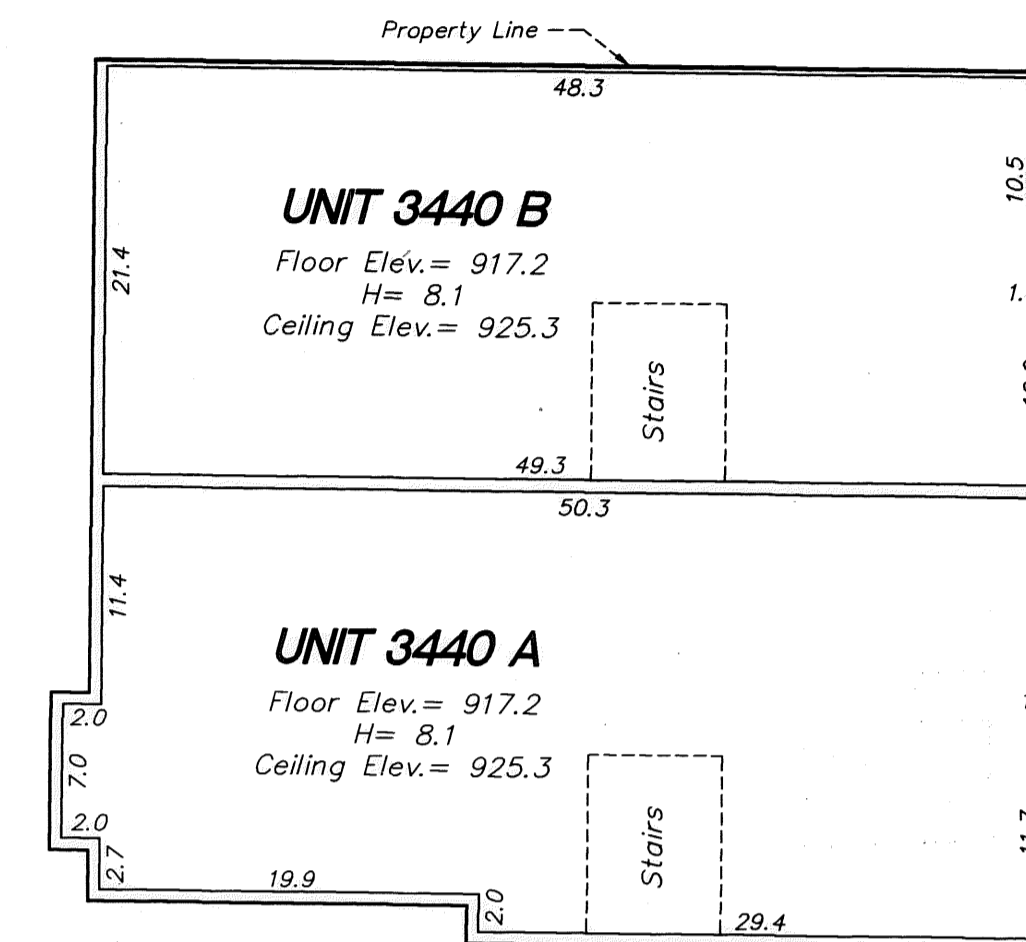 Property Line
48.3
10.5
UNIT 3440 B
21.4
Floor Elev.= 917.2
H= 8.1
Ceiling Elev.= 925.3
1.
Stairs
49.3
50.3
11.4
UNIT 3440 A
Floor Elev.= 917.2
2.0
H= 8.1
7.0
Ceiling Elev.= 925.3
Stairs
2.0
2.7
19.9
2.0
29.4